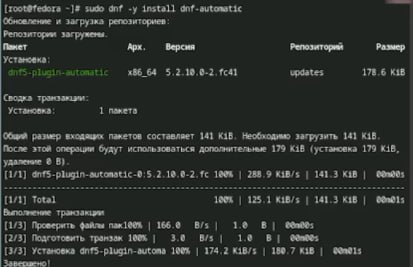 [root@fedora ~]# sudo dnf -y install dnf-automatic
Обновление и загрузка репозиториев:
Репозитории загружены.
Пакет Арх. Версия Репозиторий Размер
Установка:
dnf5-plugin-automatic x86_64 5.2.10.0-2.fc41 updates 178.6 KiB
Сводка транзакции:
Установка: 1 пакета
Общий размер входящих пакетов составляет 141 KiB. Необходимо загрузить 141 KiB.
После этой операции будут использоваться дополнительные 179 KiB (установка 179 KiB,
удаление 0 B).
[1/1] dnf5-plugin-automatic-0:5.2.10.0-2.fc 100% | 288.9 KiB/s | 141.3 KiB | 00m00s
--------------------------------------------------------------------------------
[1/1] Total 100% | 125.1 KiB/s | 141.3 KiB | 00m01s
Выполнение транзакции
[1/3] Проверить файлы пак100% | 166.0 B/s | 1.0 B | 00m00s
[2/3] Подготовить транзак 100% | 3.0 B/s | 1.0 B | 00m00s
[3/3] Установка dnf5-automa 100% | 174.2 KiB/s | 180.7 KiB | 00m01s
Завершено!